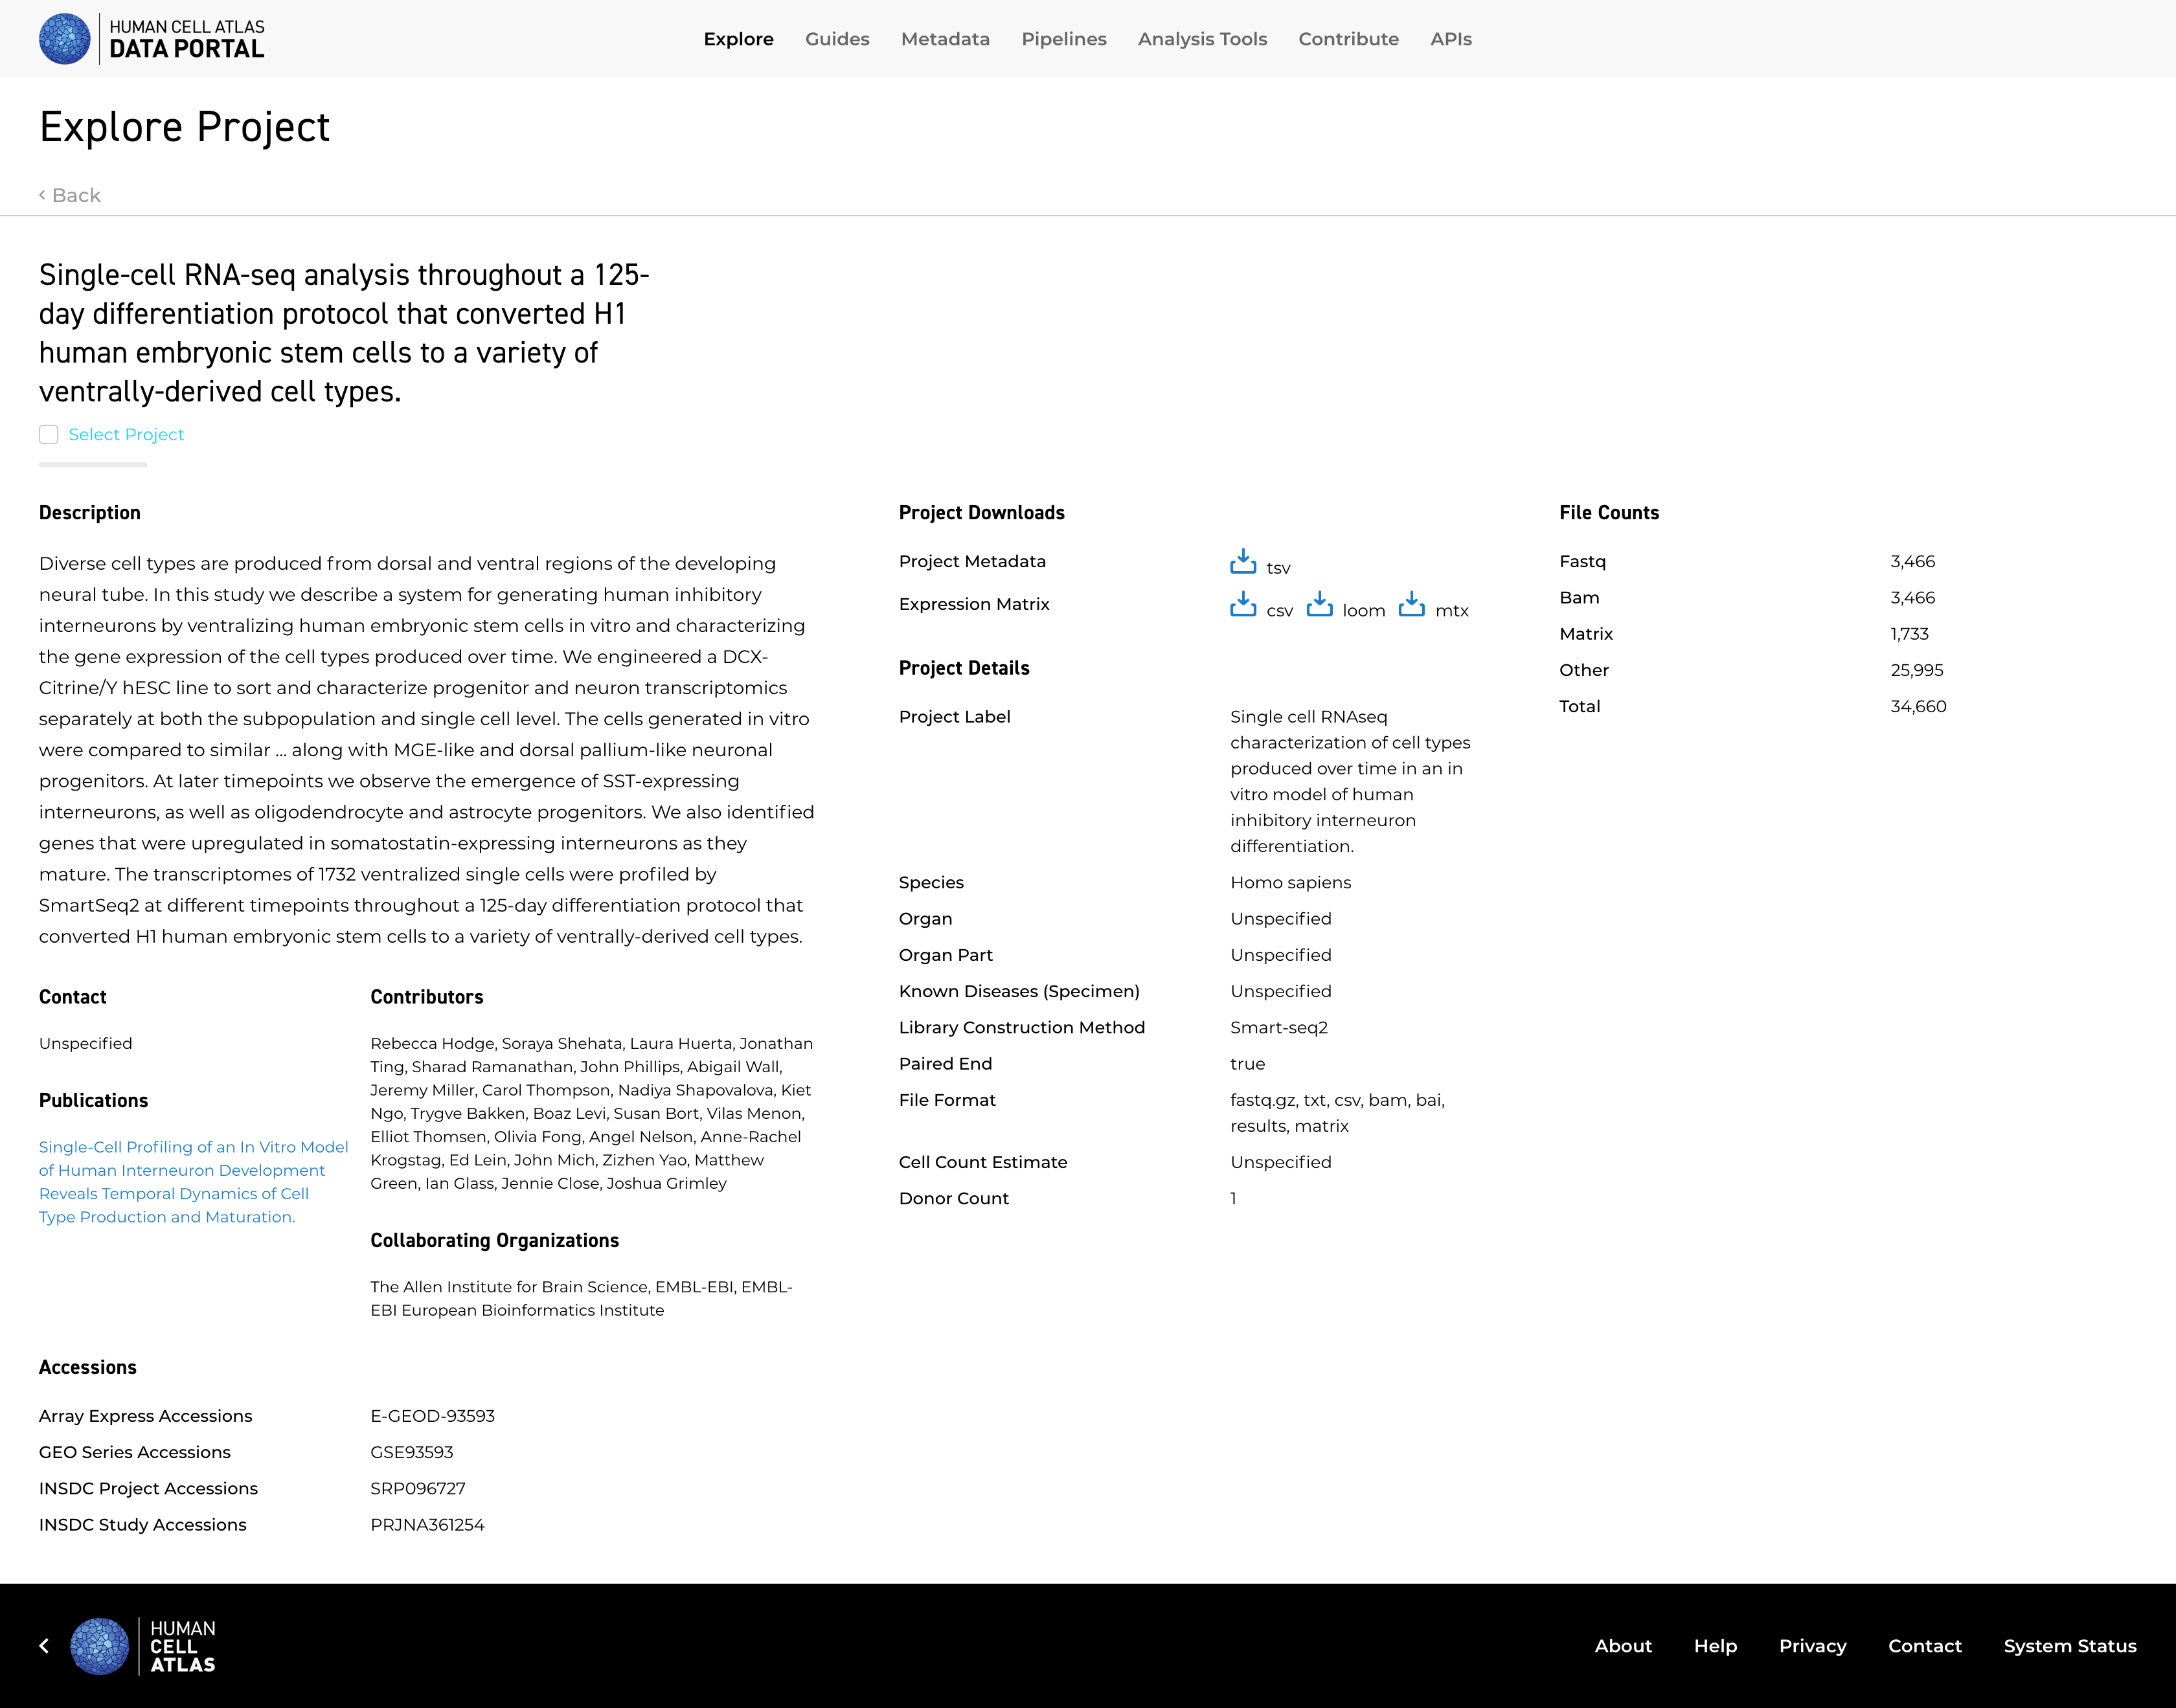 HUMAN CELL ATLAS
DATA PORTAL
Explore Guides Metadata Pipelines Analysis Tools Contribute APIs
Explore Project
Back
Single-cell RNA-seq analysis throughout a 125-
day differentiation protocol that converted H1
human embryonic stem cells to a variety of
ventrally-derived cell types.
Select Project
Description
Diverse cell types are produced from dorsal and ventral regions of the developing
neural tube. In this study we describe a system for generating human inhibitory
interneurons by ventralizing human embryonic stem cells in vitro and characterizing
the gene expression of the cell types produced over time. We engineered a DCX-
Citrine/Y hESC line to sort and characterize progenitor and neuron transcriptomics
separately at both the subpopulation and single cell level. The cells generated in vitro
were compared to similar ... along with MGE-like and dorsal pallium-like neuronal
progenitors. At later timepoints we observe the emergence of SST-expressing
interneurons, as well as oligodendrocyte and astrocyte progenitors. We also identified
genes that were upregulated in somatostatin-expressing interneurons as they
mature. The transcriptomes of 1732 ventralized single cells were profiled by
SmartSeq2 at different timepoints throughout a 125-day differentiation protocol that
converted H1 human embryonic stem cells to a variety of ventrally-derived cell types.
Contact
Unspecified
Publications
Single-Cell Profiling of an In Vitro Model
of Human Interneuron Development
Reveals Temporal Dynamics of Cell
Type Production and Maturation.
Contributors
Rebecca Hodge, Soraya Shehata, Laura Huerta, Jonathan
Ting, Sharad Ramanathan, John Phillips, Abigail Wall,
Jeremy Miller, Carol Thompson, Nadiya Shapovalova, Kiet
Ngo, Trygve Bakken, Boaz Levi, Susan Bort, Vilas Menon,
Elliot Thomsen, Olivia Fong, Angel Nelson, Anne-Rachel
Krogstag, Ed Lein, John Mich, Zizhen Yao, Matthew
Green, Ian Glass, Jennie Close, Joshua Grimley
Collaborating Organizations
The Allen Institute for Brain Science, EMBL-EBI, EMBL-
EBI European Bioinformatics Institute
Accessions
Array Express Accessions E-GEOD-93593
GEO Series Accessions GSE93593
INSDC Project Accessions SRP096727
INSDC Study Accessions PRJNA361254
Project Downloads
Project Metadata tsv
Expression Matrix csv loom mtx
Project Details
Project Label Single cell RNAseq
characterization of cell types
produced over time in an in
vitro model of human
inhibitory interneuron
differentiation.
Species Homo sapiens
Organ Unspecified
Organ Part Unspecified
Known Diseases (Specimen) Unspecified
Library Construction Method Smart-seq2
Paired End true
File Format fastq.gz, txt, csv, bam, bai,
results, matrix
Cell Count Estimate Unspecified
Donor Count 1
File Counts
Fastq 3,466
Bam 3,466
Matrix 1,733
Other 25,995
Total 34,660
HUMAN
CELL
ATLAS
About Help Privacy Contact System Status